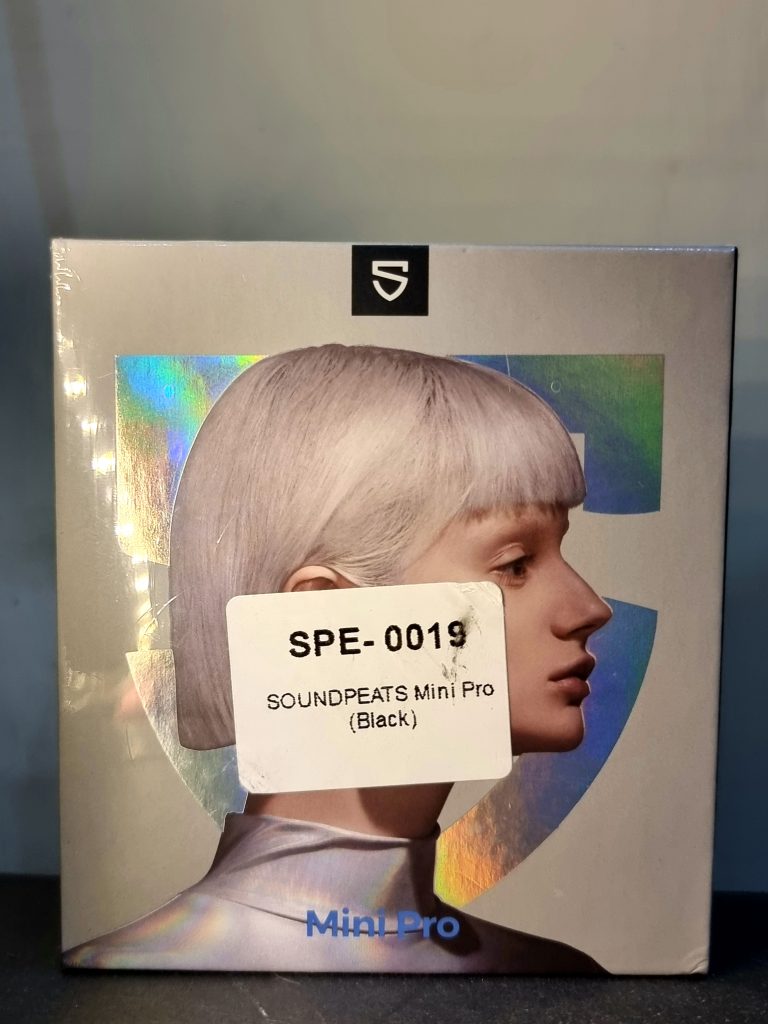 SPE- 0019
SOUNDPEATS Mini Pro
(Black)
Mini Pro